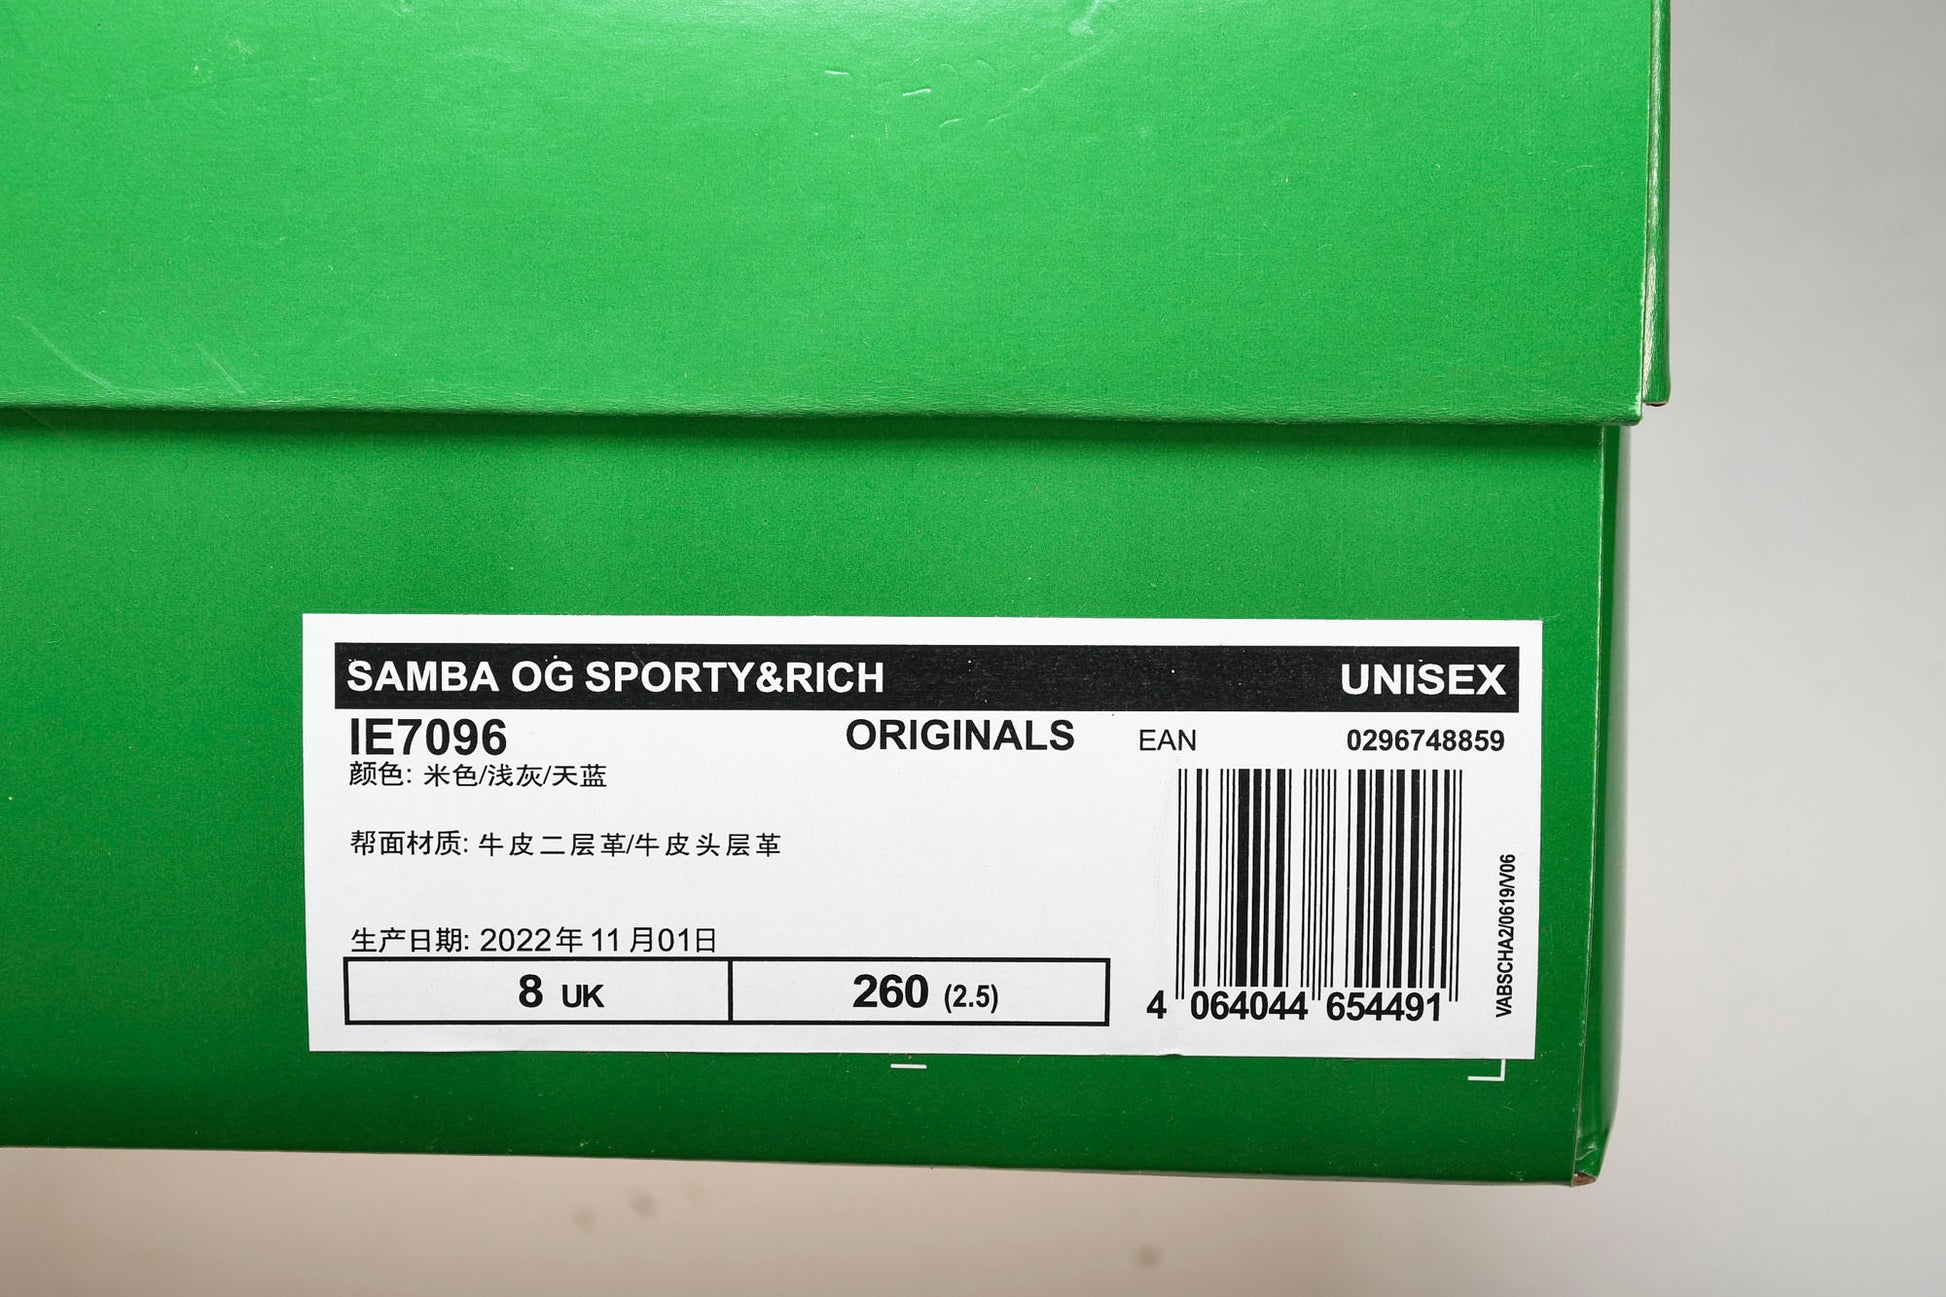 SAMBA OG SPORTY&RICH UNISEX
IE7096 ORIGINALS EAN 0296748859
颜色: 米色/浅灰/天蓝
帮面材质: 牛皮二层革/牛皮头层革
生产日期: 2022年11月01日
8 UK 260 (2.5)
4 064044 654491
VABSCHA2/0619/V06